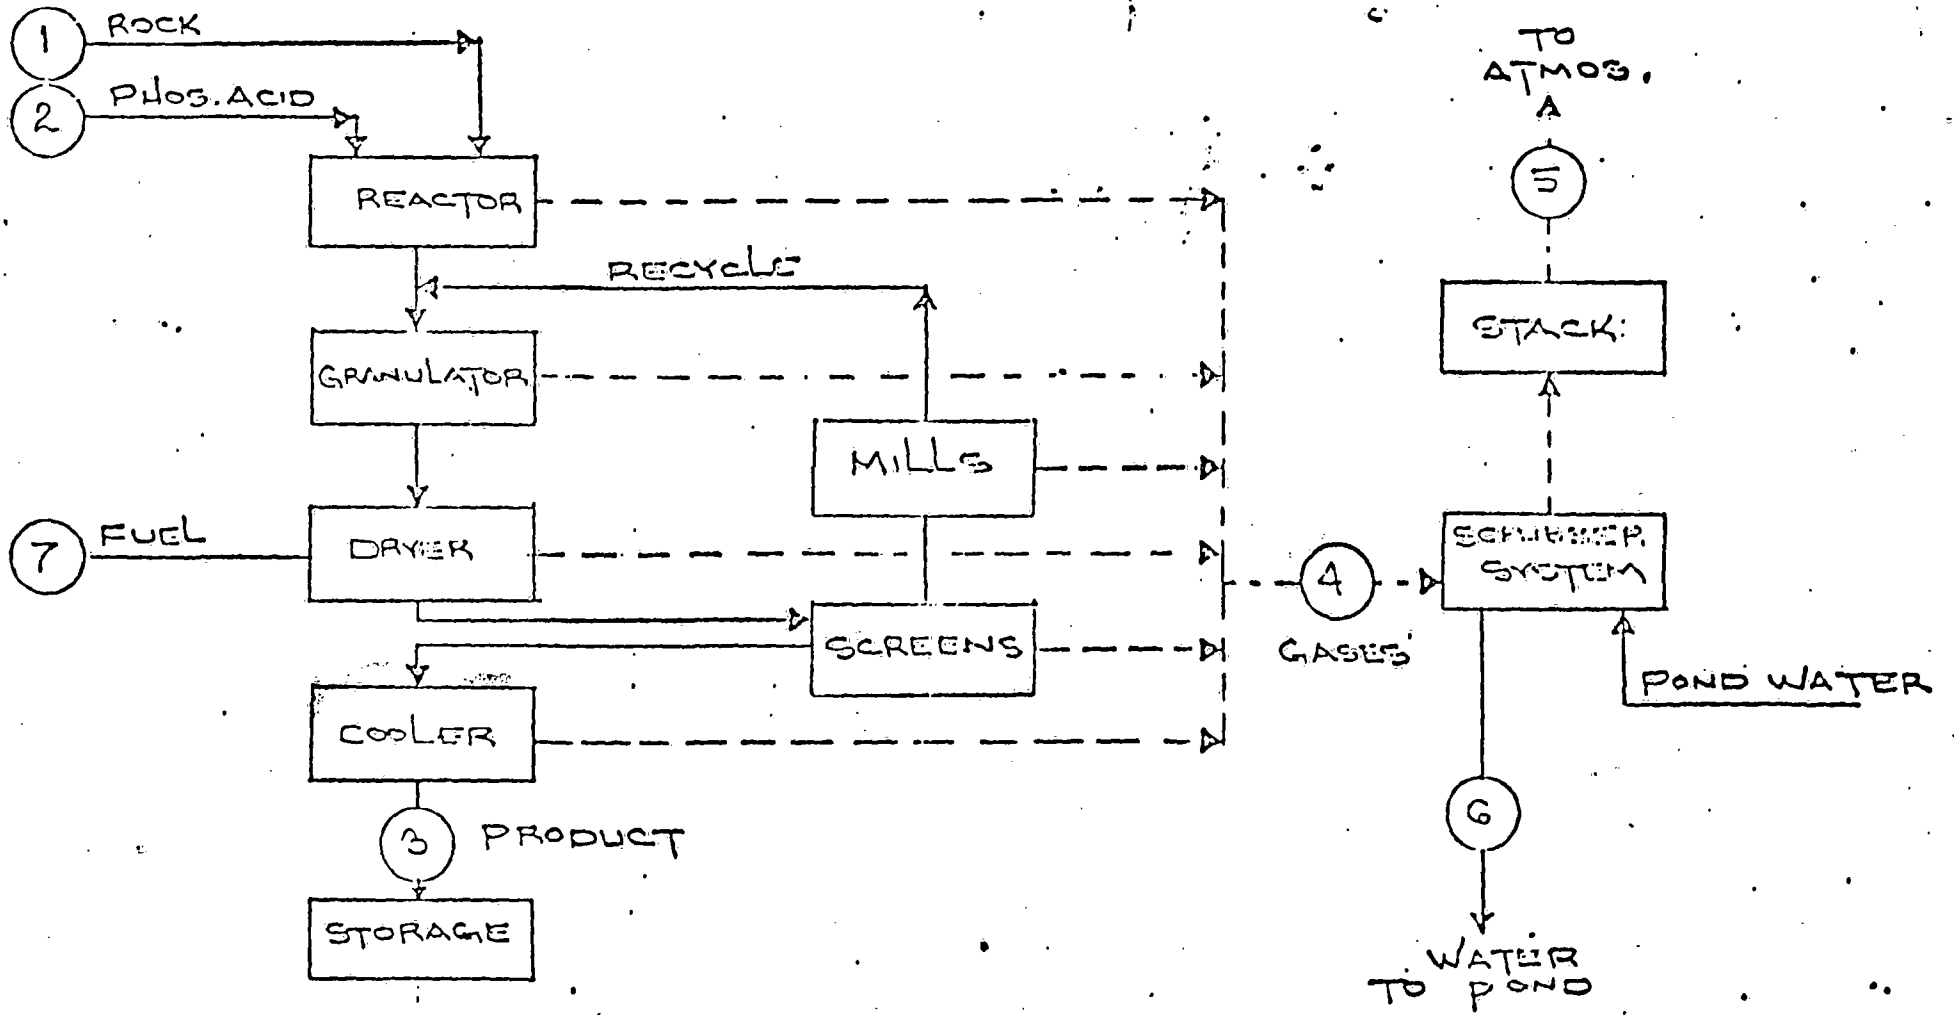 1 ROCK
2 PHOS. ACID
TO
ATMOS.
5
REACTOR
RECYCLE
STACK
GRANULATOR
MILLS
7 FUEL
DRYER
SCRUBBER
SYSTEM
4
GASES
SCREENS
POND WATER
COOLER
3 PRODUCT
6
STORAGE
WATER
TO POND